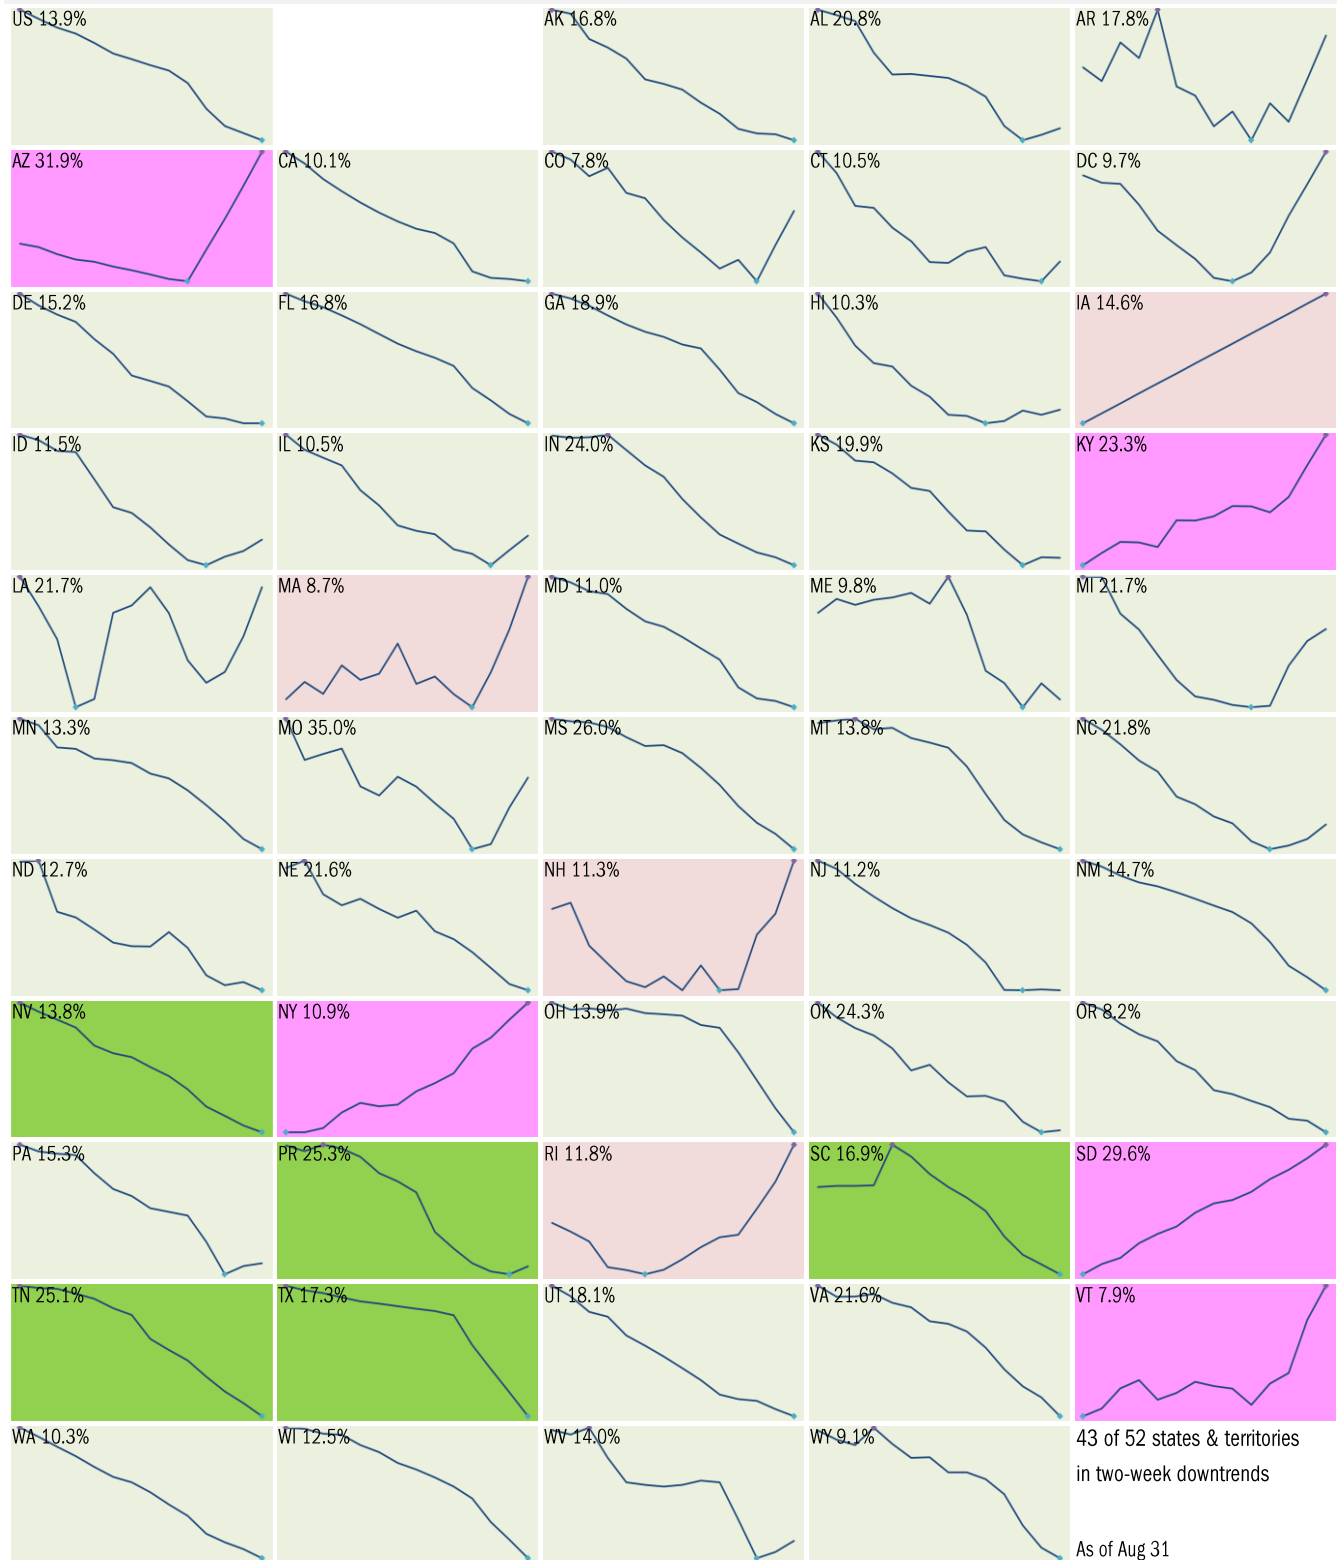 US 13.9%
AK 16.8%
AL 20.8%
AR 17.8%
AZ 31.9%
CA 10.1%
CO 7.8%
CT 10.5%
DC 9.7%
DE 15.2%
FL 16.8%
GA 18.9%
HI 10.3%
IA 14.6%
ID 11.5%
IL 10.5%
IN 24.0%
KS 19.9%
KY 23.3%
LA 21.7%
MA 8.7%
MD 11.0%
ME 9.8%
MI 21.7%
MN 13.3%
MO 35.0%
MS 26.0%
MT 13.8%
NC 21.8%
ND 12.7%
NE 21.6%
NH 11.3%
NJ 11.2%
NM 14.7%
NV 13.8%
NY 10.9%
OH 13.9%
OK 24.3%
OR 8.2%
PA 15.3%
PR 25.3%
RI 11.8%
SC 16.9%
SD 29.6%
TN 25.1%
TX 17.3%
UT 18.1%
VA 21.6%
VT 7.9%
WA 10.3%
WI 12.5%
WV 14.0%
WY 9.1%
43 of 52 states & territories
in two-week downtrends
As of Aug 31